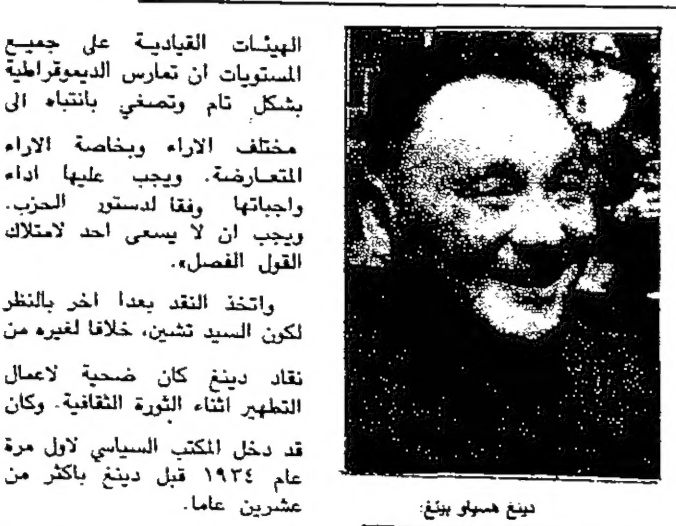 الهيئات القيادية على جميع
المستويات ان تمارس الديموقراطية
بشكل تام وتصغي بانتباه الى
مختلف الاراء وبخاصة الاراء
المتعارضة. ويجب عليها اداء
واجباتها وفقا لدستور الحزب.
ويجب ان لا يسعى احد لامتلاك
القول الفصل».
واتخذ النقد بعدا اخر بالنظر
لكون السيد تشين، خلافا لغيره من
نقاد دينغ كان ضحية لاعمال
التطهير اثناء الثورة الثقافية. وكان
قد دخل المكتب السياسي لاول مرة
عام ١٩٣٤ قبل دينغ باكثر من
عشرين عاما.
دينغ هسياو بينغ: